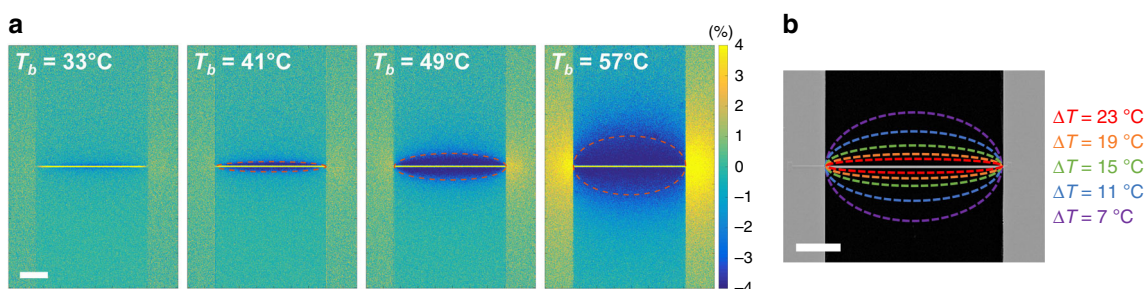 a
b
(%)
T_b = 33°C
T_b = 41°C
T_b = 49°C
T_b = 57°C
4
3
2
1
0
–1
–2
–3
–4
ΔT = 23 °C
ΔT = 19 °C
ΔT = 15 °C
ΔT = 11 °C
ΔT = 7 °C